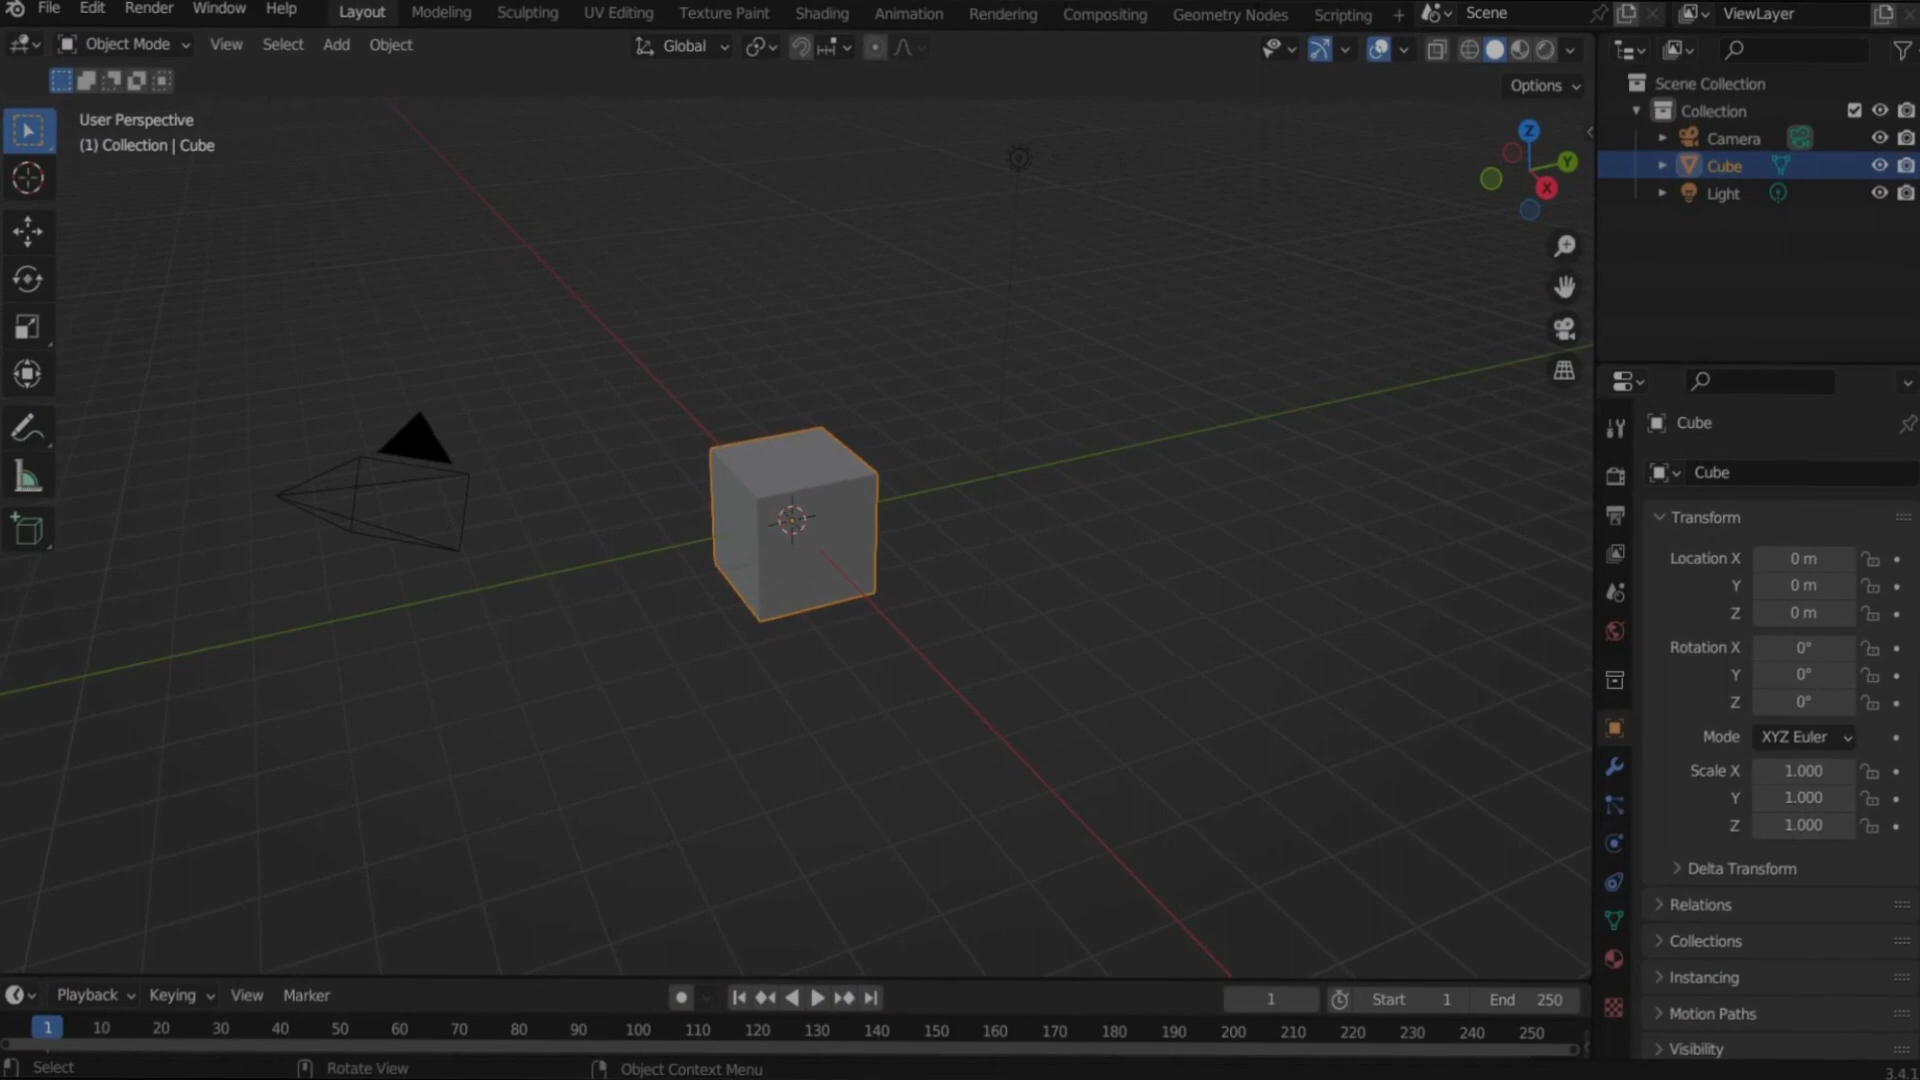 File Edit Render Window Help Layout Modeling Sculpting UV Editing Texture Paint Shading Animation Rendering Compositing Geometry Nodes Scripting + Scene ViewLayer
Object Mode View Select Add Object Global
Options
User Perspective
(1) Collection | Cube
Z
Y
X
Scene Collection
Collection
Camera
Cube
Light
Cube
Cube
Transform
Location X 0 m
Y 0 m
Z 0 m
Rotation X 0°
Y 0°
Z 0°
Mode XYZ Euler
Scale X 1.000
Y 1.000
Z 1.000
Delta Transform
Relations
Collections
Instancing
Motion Paths
Visibility
Playback Keying View Marker 1 Start 1 End 250
1 10 20 30 40 50 60 70 80 90 100 110 120 130 140 150 160 170 180 190 200 210 220 230 240 250
Select Rotate View Object Context Menu 3.4.1